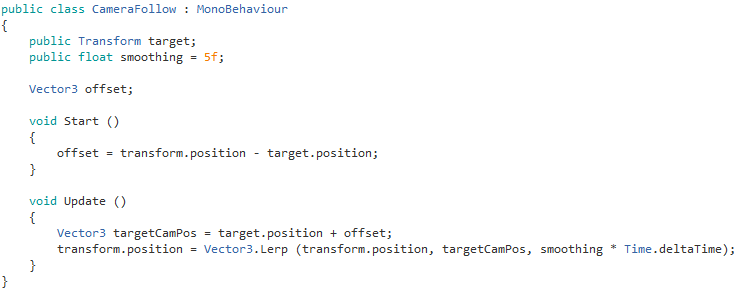 public class CameraFollow : MonoBehaviour
{
    public Transform target;
    public float smoothing = 5f;

    Vector3 offset;

    void Start ()
    {
        offset = transform.position - target.position;
    }

    void Update ()
    {
        Vector3 targetCamPos = target.position + offset;
        transform.position = Vector3.Lerp (transform.position, targetCamPos, smoothing * Time.deltaTime);
    }
}